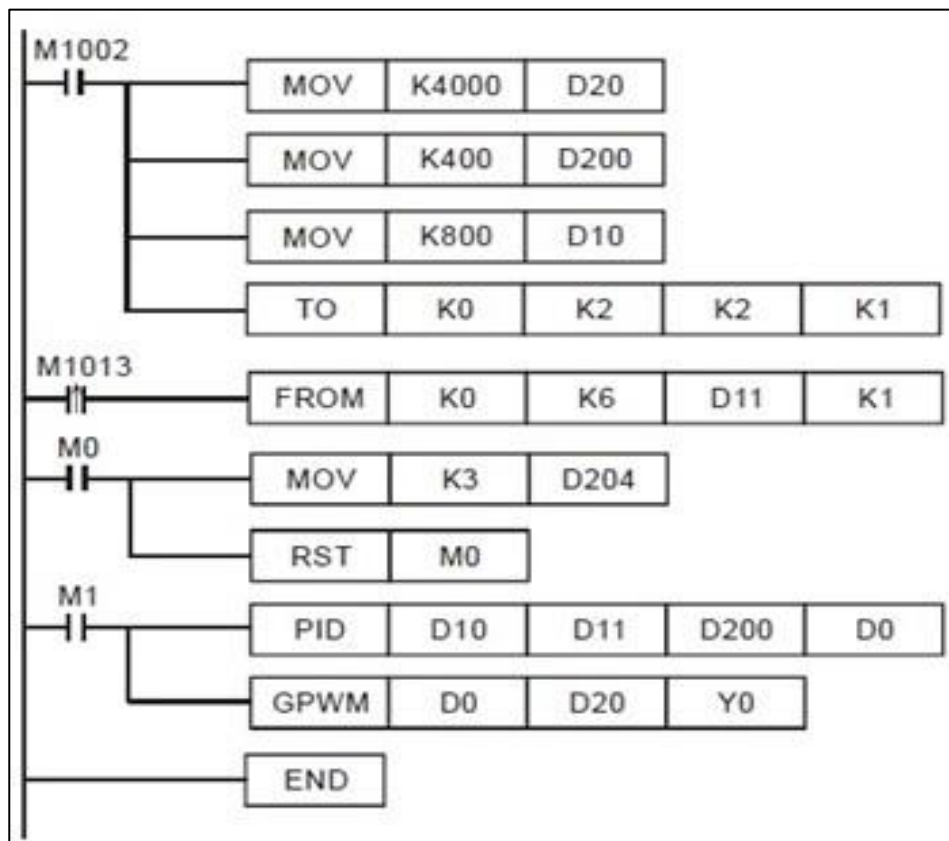 M1002
MOV K4000 D20
MOV K400 D200
MOV K800 D10
TO K0 K2 K2 K1
M1013
FROM K0 K6 D11 K1
M0
MOV K3 D204
RST M0
M1
PID D10 D11 D200 D0
GPWM D0 D20 Y0
END